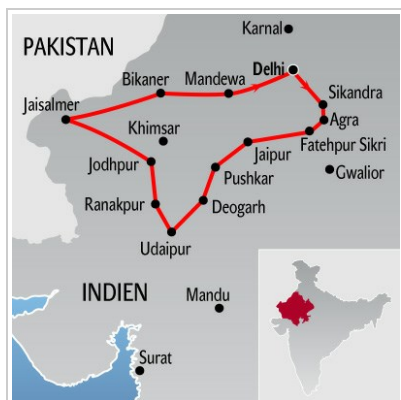 Karnal
PAKISTAN
Delhi
Bikaner
Mandewa
Sikandra
Jaisalmer
Agra
Khimsar
Fatehpur Sikri
Jaipur
Jodhpur
Gwalior
Pushkar
Ranakpur
Deogarh
Udaipur
INDIEN
Mandu
Surat